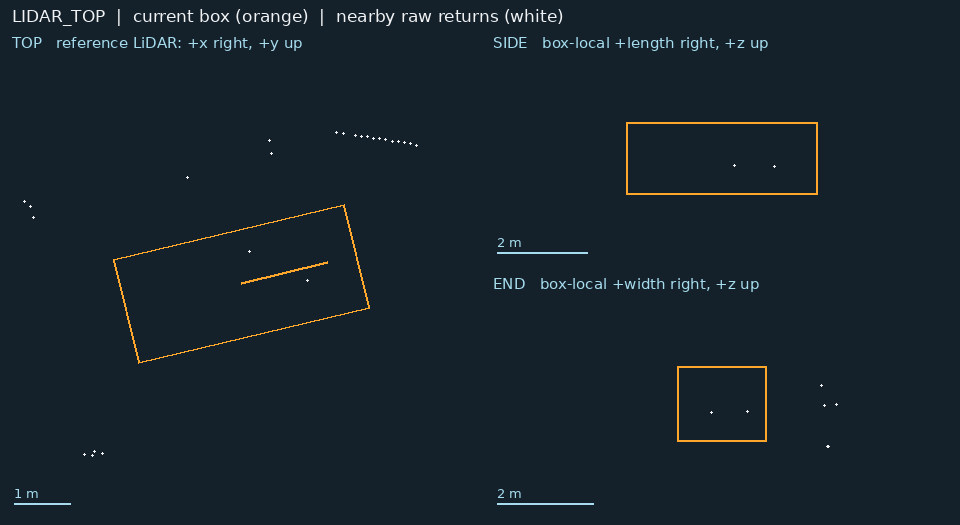 LIDAR_TOP  |  current box (orange)  |  nearby raw returns (white)
TOP   reference LiDAR: +x right, +y up
SIDE   box-local +length right, +z up
2 m
END   box-local +width right, +z up
1 m
2 m